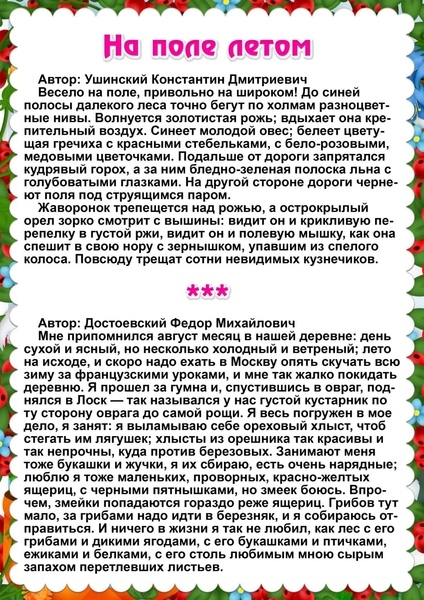 На поле летом
Автор: Ушинский Константин Дмитриевич
Весело на поле, привольно на широком! До синей
полосы далекого леса точно бегут по холмам разноцвет-
ные нивы. Волнуется золотистая рожь; вдыхает она кре-
пительный воздух. Синеет молодой овес; белеет цвету-
щая гречиха с красными стебельками, с бело-розовыми,
медовыми цветочками. Подальше от дороги запрятался
кудрявый горох, а за ним бледно-зеленая полоска льна с
голубоватыми глазками. На другой стороне дороги черне-
ют поля под струящимся паром.
Жаворонок трепещется над рожью, а острокрылый
орел зорко смотрит с вышины: видит он и крикливую пе-
репелку в густой ржи, видит он и полевую мышку, как она
спешит в свою нору с зернышком, упавшим из спелого
колоса. Повсюду трещат сотни невидимых кузнечиков.
***
Автор: Достоевский Федор Михайлович
Мне припомнился август месяц в нашей деревне: день
сухой и ясный, но несколько холодный и ветреный; лето
на исходе, и скоро надо ехать в Москву опять скучать всю
зиму за французскими уроками, и мне так жалко покидать
деревню. Я прошел за гумна и, спустившись в овраг, под-
нялся в Лоск — так назывался у нас густой кустарник по
ту сторону оврага до самой рощи. Я весь погружен в мое
дело, я занят: я выламываю себе ореховый хлыст, чтоб
стегать им лягушек; хлысты из орешника так красивы и
так непрочны, куда против березовых. Занимают меня
тоже букашки и жучки, я их сбираю, есть очень нарядные;
люблю я тоже маленьких, проворных, красно-желтых
ящериц, с черными пятнышками, но змеек боюсь. Впро-
чем, змейки попадаются гораздо реже ящериц. Грибов тут
мало, за грибами надо идти в березняк, и я собираюсь от-
правиться. И ничего в жизни я так не любил, как лес с его
грибами и дикими ягодами, с его букашками и птичками,
ежиками и белками, с его столь любимым мною сырым
запахом перетлевших листьев.